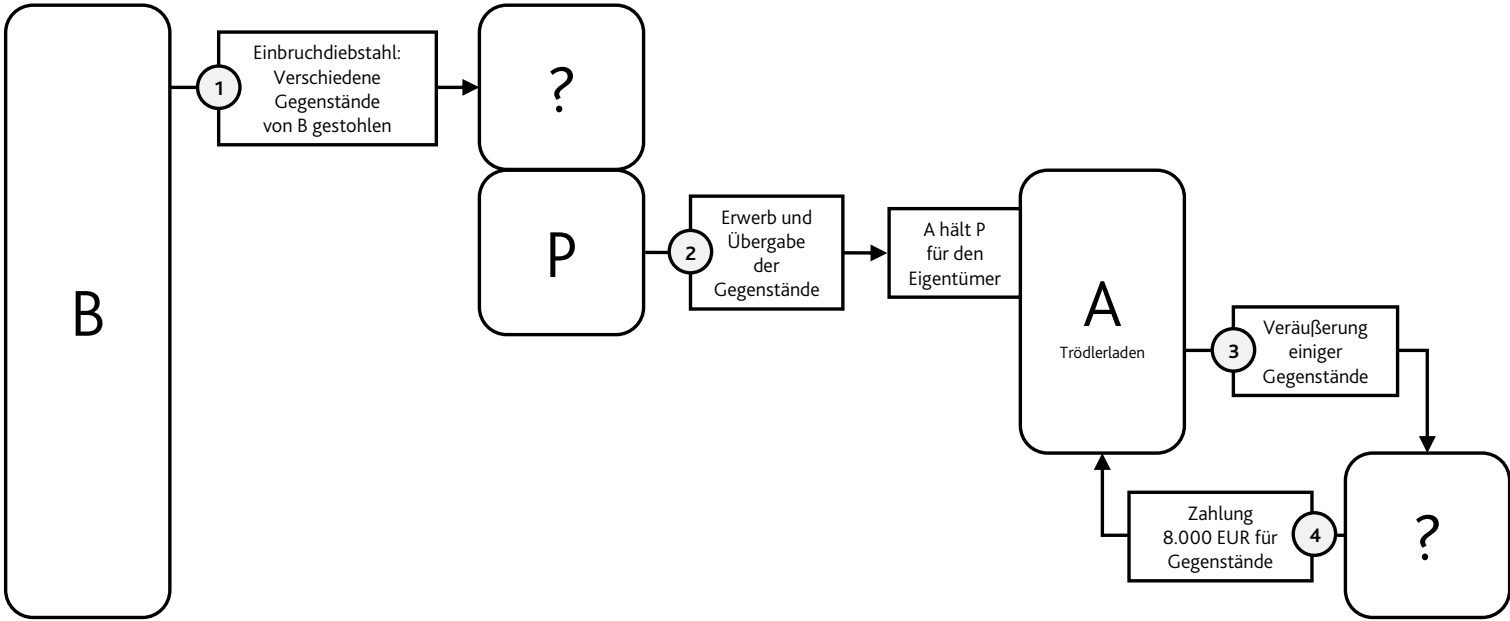 B
1
Einbruchdiebstahl:
Verschiedene
Gegenstände
von B gestohlen
?
P
2
Erwerb und
Übergabe
der
Gegenstände
A hält P
für den
Eigentümer
A
Trödlerladen
3
Veräußerung
einiger
Gegenstände
Zahlung
8.000 EUR für
Gegenstände
4
?